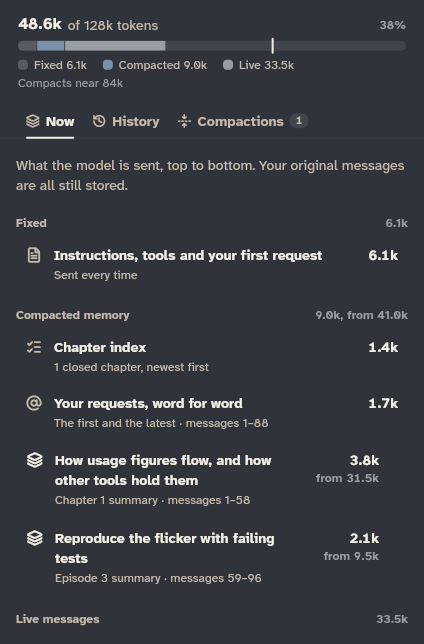 48.6k of 128k tokens 38%
Fixed 6.1k Compacted 9.0k Live 33.5k
Compacts near 84k
Now History Compactions 1
What the model is sent, top to bottom. Your original messages
are all still stored.
Fixed 6.1k
Instructions, tools and your first request 6.1k
Sent every time
Compacted memory 9.0k, from 41.0k
Chapter index 1.4k
1 closed chapter, newest first
Your requests, word for word 1.7k
The first and the latest · messages 1–88
How usage figures flow, and how 3.8k
other tools hold them from 31.5k
Chapter 1 summary · messages 1–58
Reproduce the flicker with failing 2.1k
tests from 9.5k
Episode 3 summary · messages 59–96
Live messages 33.5k